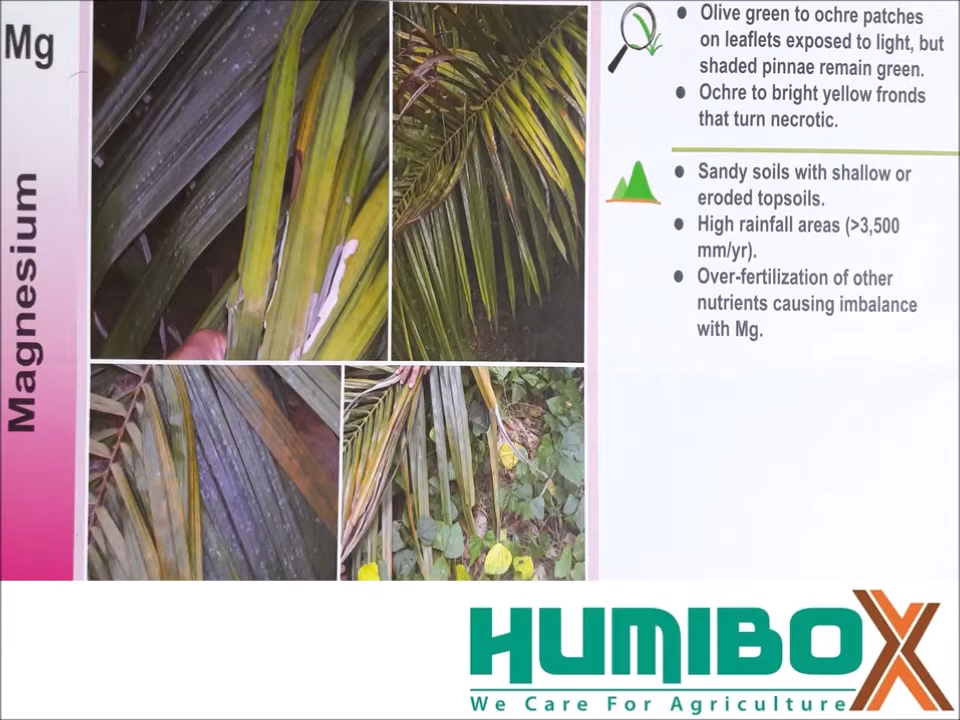 Mg
Magnesium
● Olive green to ochre patches
on leaflets exposed to light, but
shaded pinnae remain green.
● Ochre to bright yellow fronds
that turn necrotic.
● Sandy soils with shallow or
eroded topsoils.
● High rainfall areas (>3,500
mm/yr).
● Over-fertilization of other
nutrients causing imbalance
with Mg.
HUMIBOX
We Care For Agriculture